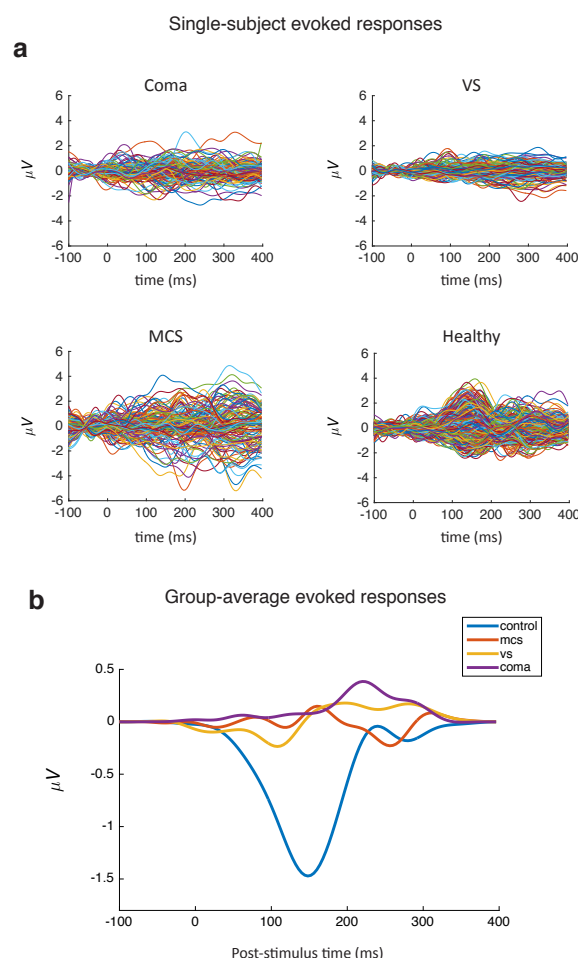 Single-subject evoked responses
a
Coma
VS
6
4
2
0
-2
-4
-6
μV
-100 0 100 200 300 400
time (ms)
6
4
2
0
-2
-4
-6
μV
-100 0 100 200 300 400
time (ms)
MCS
Healthy
6
4
2
0
-2
-4
-6
μV
-100 0 100 200 300 400
time (ms)
6
4
2
0
-2
-4
-6
μV
-100 0 100 200 300 400
time (ms)
b
Group-average evoked responses
control
mcs
vs
coma
0.5
0
-0.5
-1
-1.5
μV
-100 0 100 200 300 400
Post-stimulus time (ms)